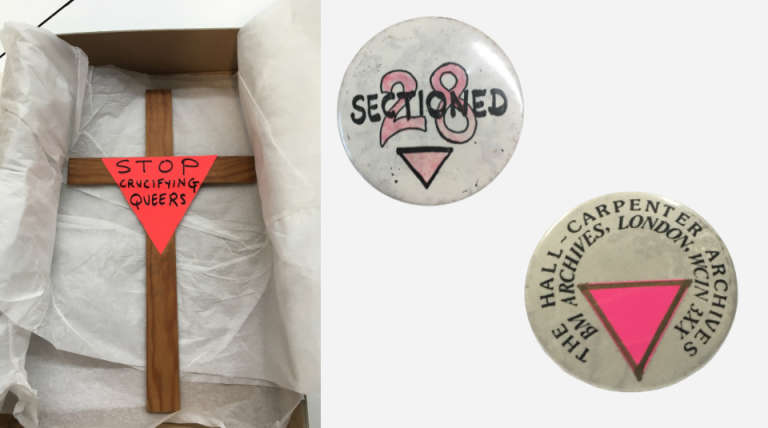 STOP
CRUCIFYING
QUEERS
28
SECTIONED
THE HALL-CARPENTER ARCHIVES
BM ARCHIVES, LONDON, WC1N 3XX